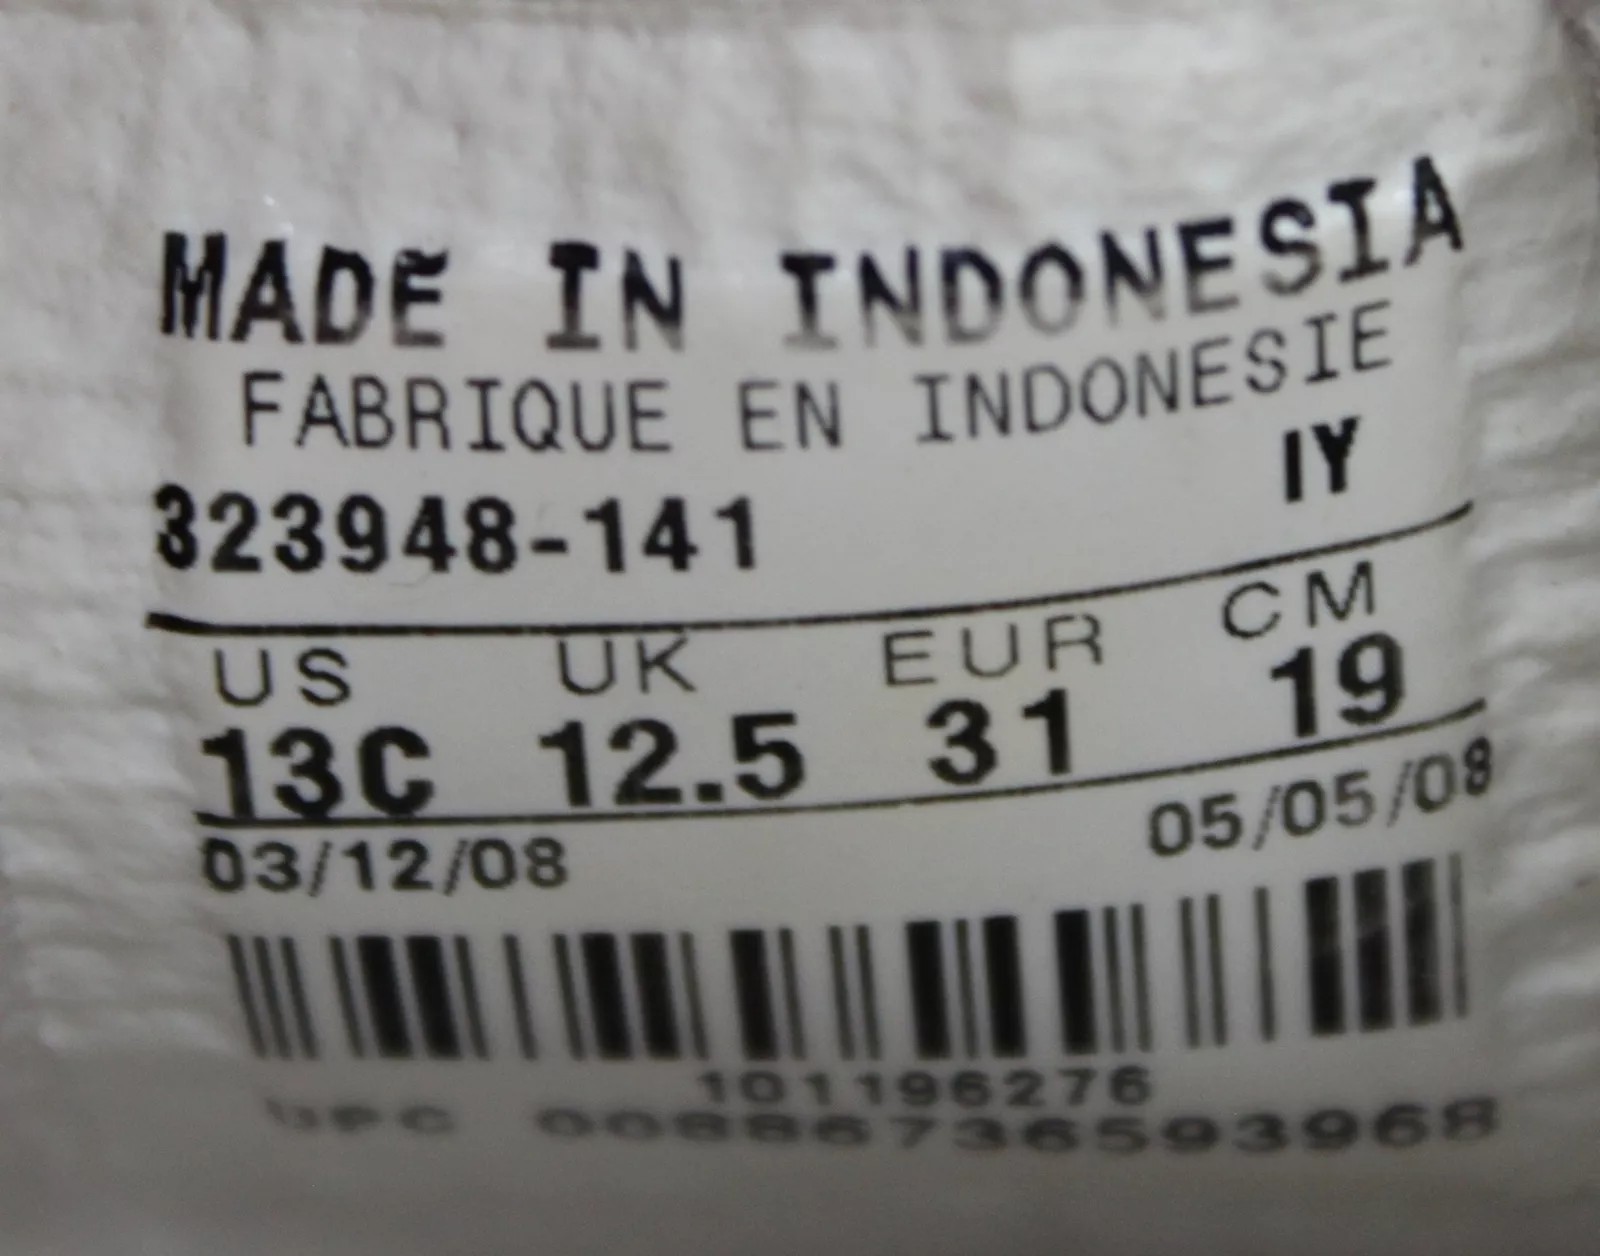 MADE IN INDONESIA
FABRIQUE EN INDONESIE
IY
323948-141
US UK EUR CM
13C 12.5 31 19
03/12/08 05/05/08
101196276
UPC 00886736593968